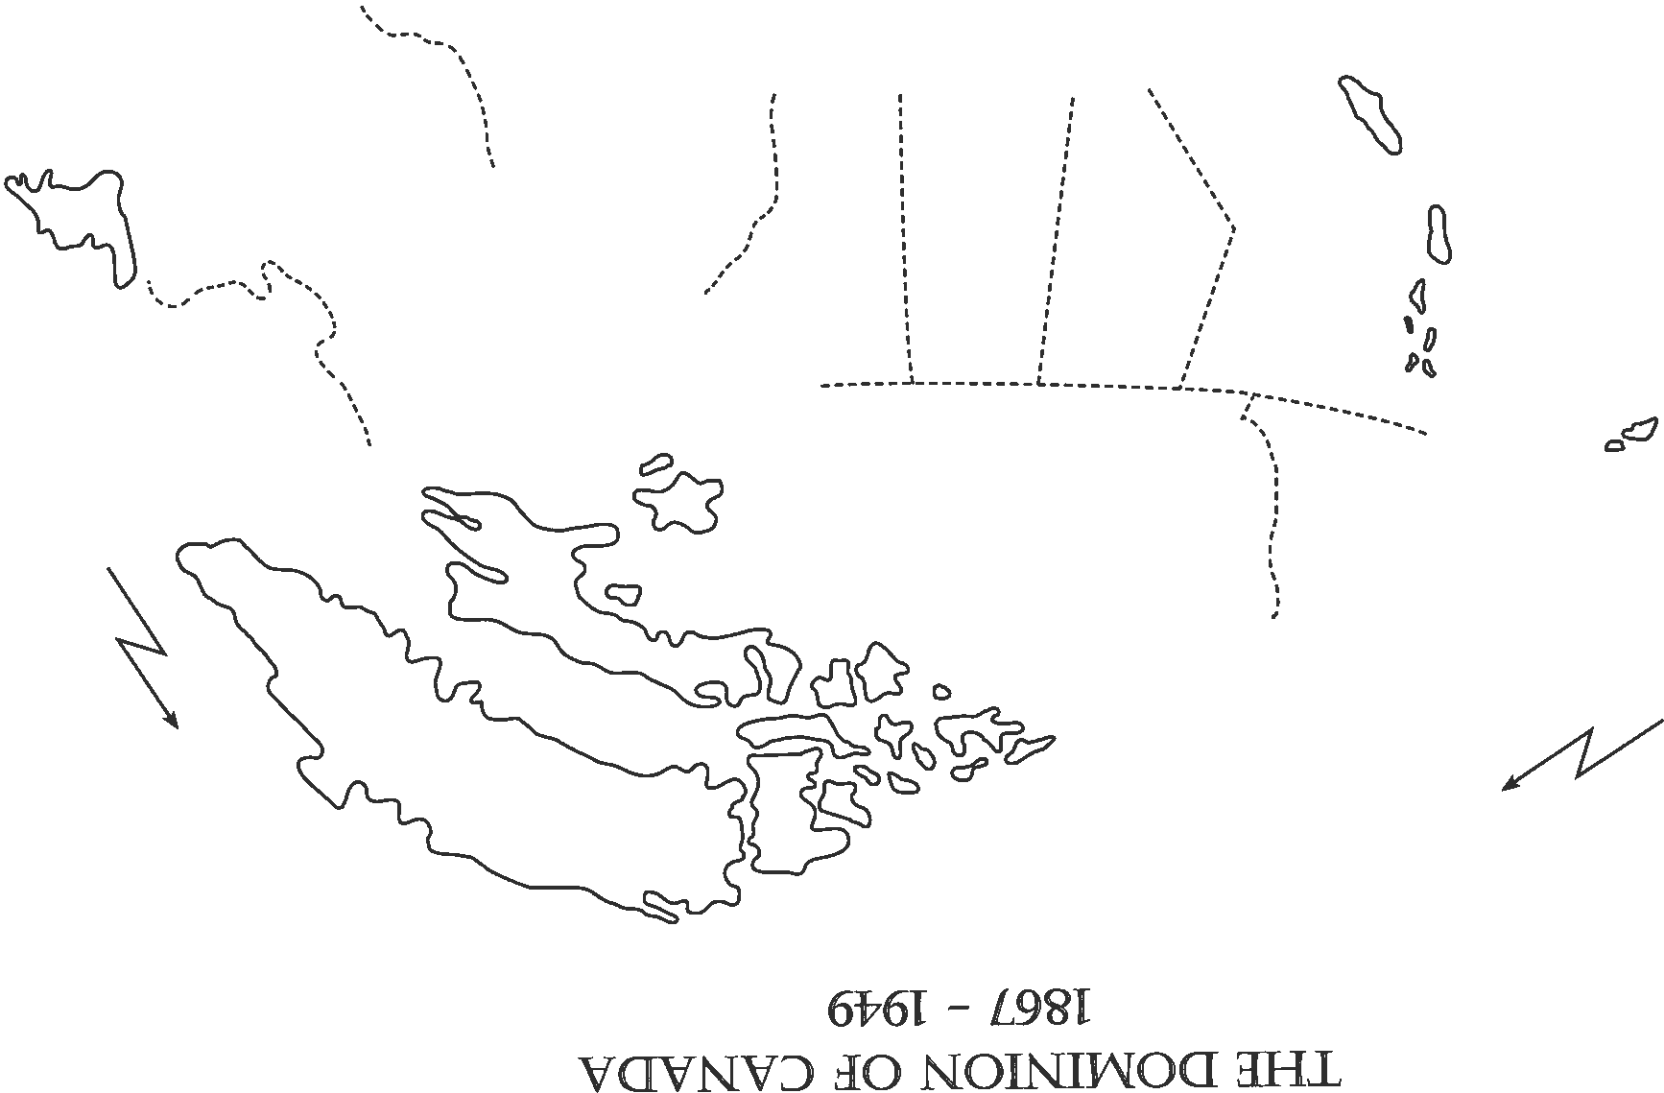 THE DOMINION OF CANADA
1867 - 1949